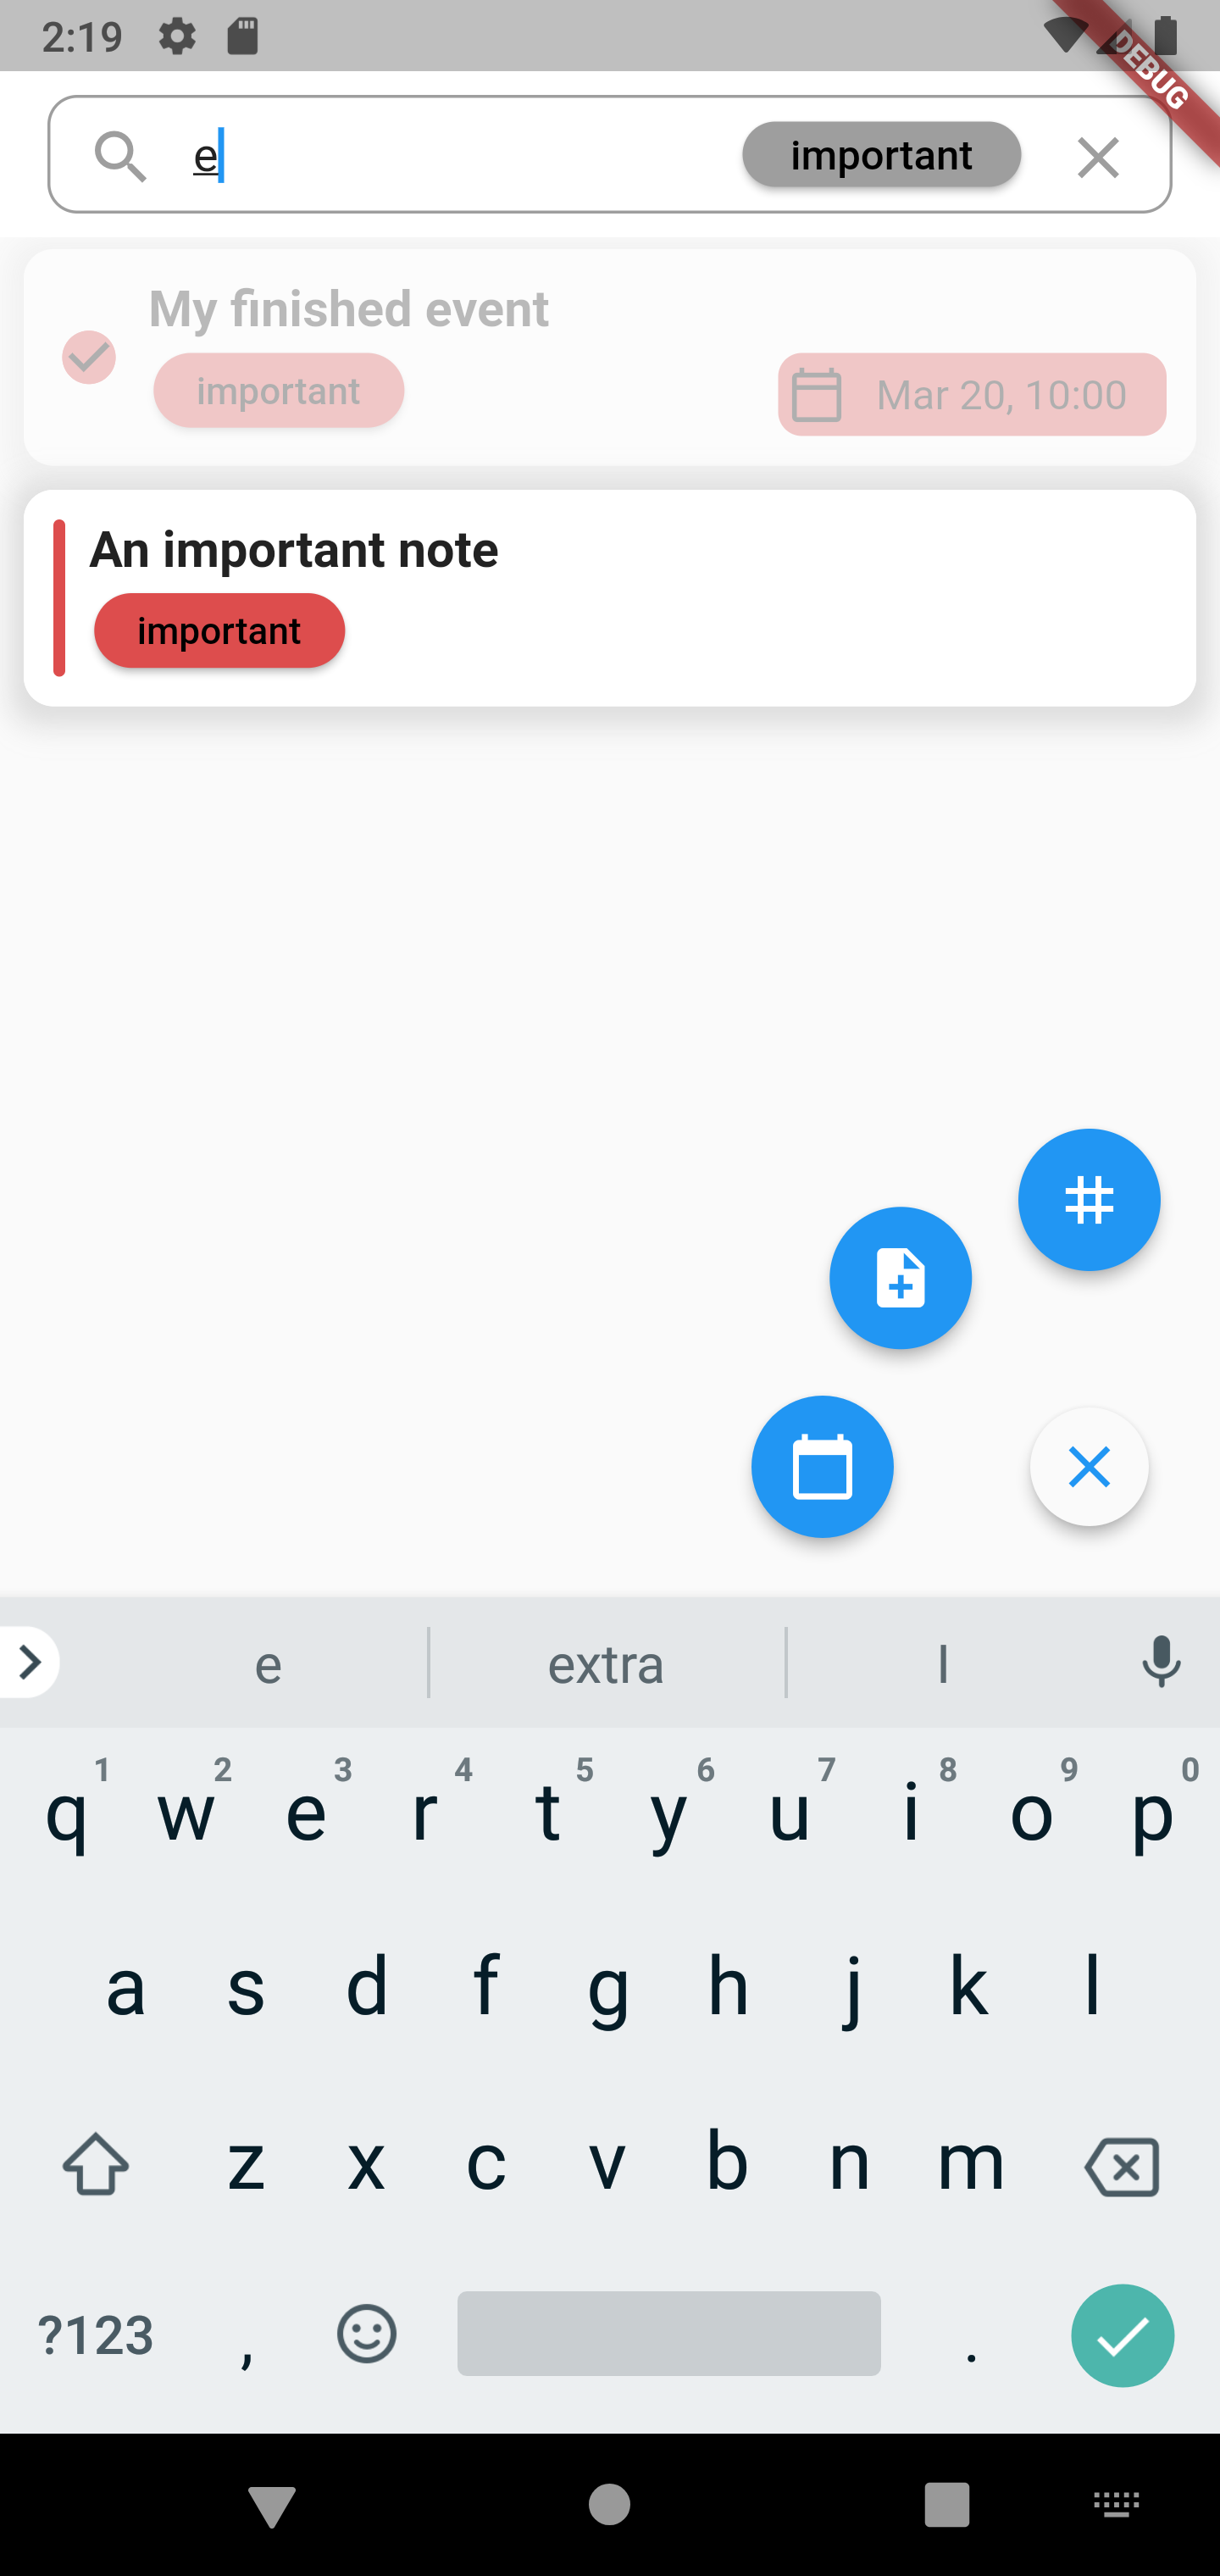 2:19
DEBUG
e important
My finished event
important Mar 20, 10:00
An important note
important
e extra I
1 2 3 4 5 6 7 8 9 0
q w e r t y u i o p
a s d f g h j k l
z x c v b n m
?123 , .